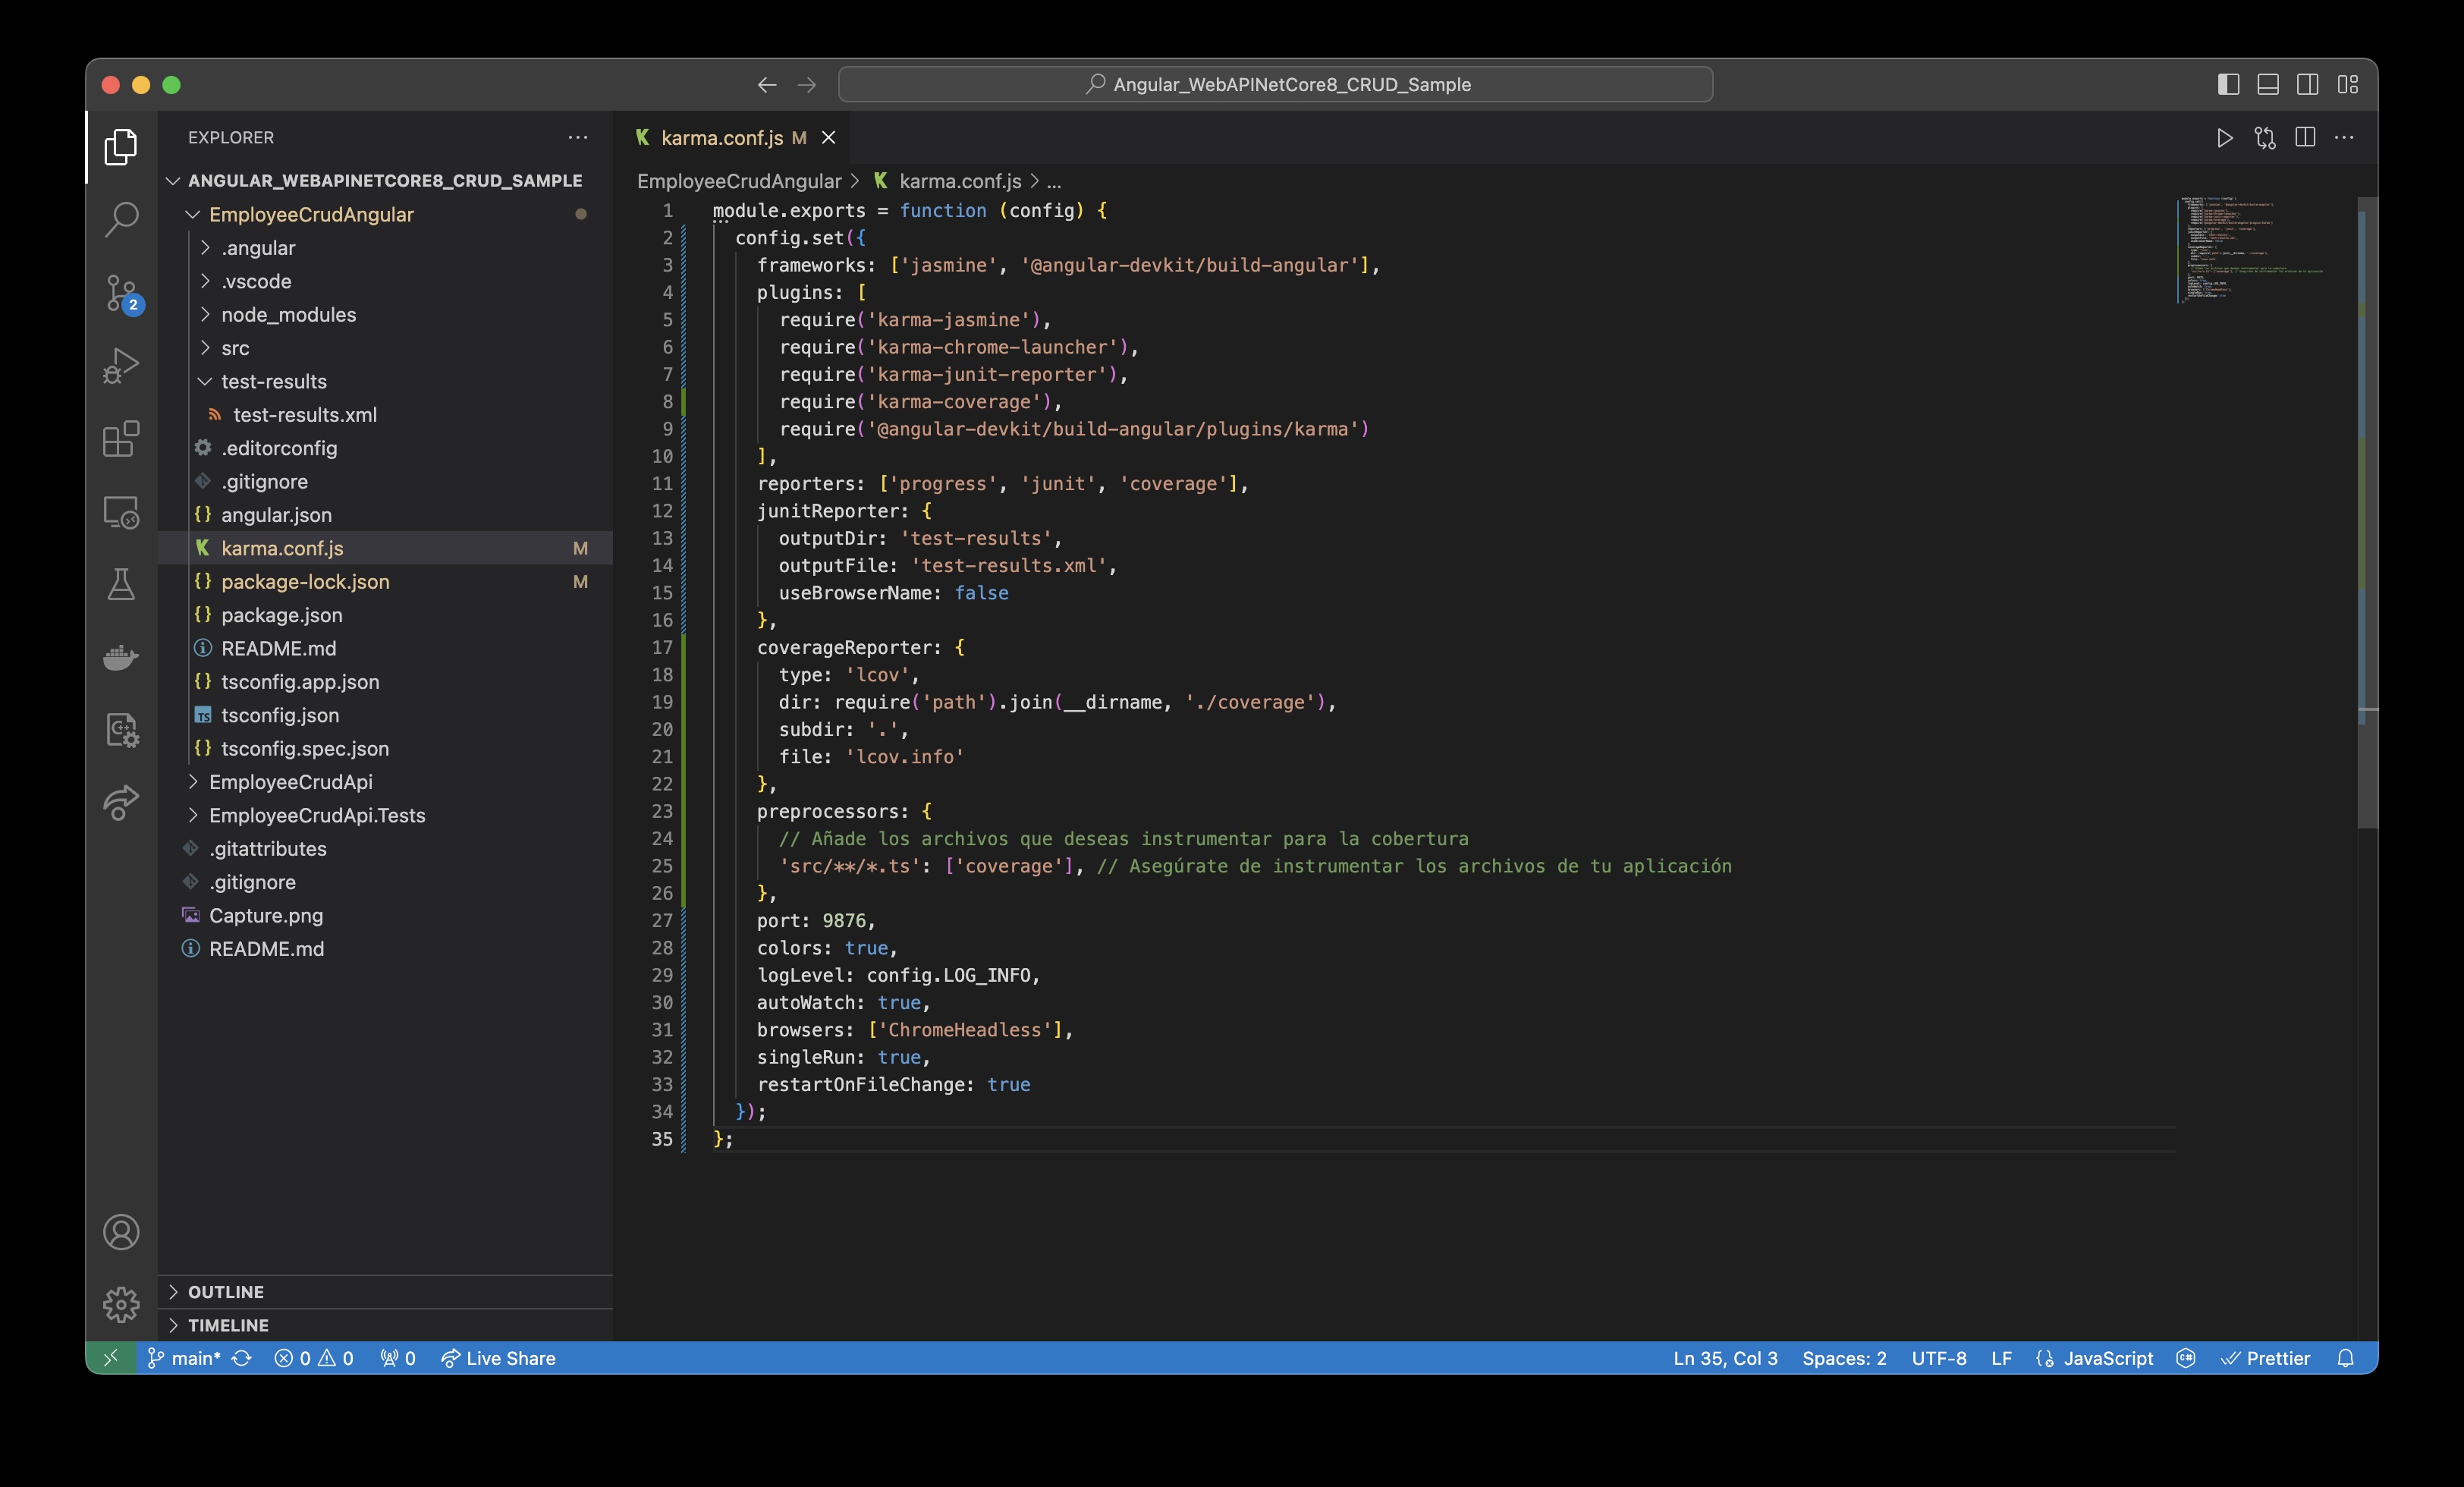 Angular_WebAPINetCore8_CRUD_Sample
EXPLORER
ANGULAR_WEBAPINETCORE8_CRUD_SAMPLE
EmployeeCrudAngular
.angular
.vscode
node_modules
src
test-results
test-results.xml
.editorconfig
.gitignore
angular.json
karma.conf.js M
package-lock.json M
package.json
README.md
tsconfig.app.json
tsconfig.json
tsconfig.spec.json
EmployeeCrudApi
EmployeeCrudApi.Tests
.gitattributes
.gitignore
Capture.png
README.md
OUTLINE
TIMELINE
2
karma.conf.js M
EmployeeCrudAngular > karma.conf.js > ...
1 module.exports = function (config) {
2 config.set({
3 frameworks: ['jasmine', '@angular-devkit/build-angular'],
4 plugins: [
5 require('karma-jasmine'),
6 require('karma-chrome-launcher'),
7 require('karma-junit-reporter'),
8 require('karma-coverage'),
9 require('@angular-devkit/build-angular/plugins/karma')
10 ],
11 reporters: ['progress', 'junit', 'coverage'],
12 junitReporter: {
13 outputDir: 'test-results',
14 outputFile: 'test-results.xml',
15 useBrowserName: false
16 },
17 coverageReporter: {
18 type: 'lcov',
19 dir: require('path').join(__dirname, './coverage'),
20 subdir: '.',
21 file: 'lcov.info'
22 },
23 preprocessors: {
24 // Añade los archivos que deseas instrumentar para la cobertura
25 'src/**/*.ts': ['coverage'], // Asegúrate de instrumentar los archivos de tu aplicación
26 },
27 port: 9876,
28 colors: true,
29 logLevel: config.LOG_INFO,
30 autoWatch: true,
31 browsers: ['ChromeHeadless'],
32 singleRun: true,
33 restartOnFileChange: true
34 });
35 };
main* 0 0 0 Live Share Ln 35, Col 3 Spaces: 2 UTF-8 LF JavaScript Prettier